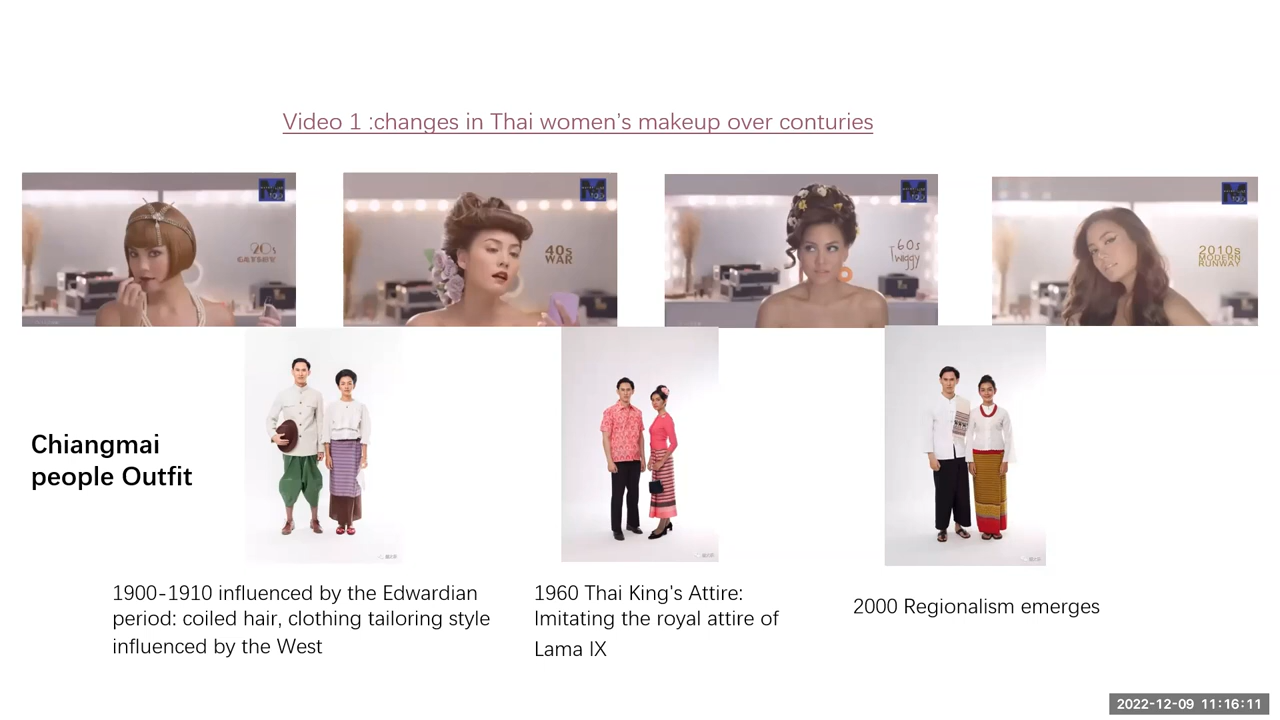 Video 1 :changes in Thai women's makeup over conturies
20s
40s
WAR
60s
Twiggy
2010s
MODERN
RUNWAY
Chiangmai
people Outfit
1900-1910 influenced by the Edwardian
period: coiled hair, clothing tailoring style
influenced by the West
1960 Thai King's Attire:
Imitating the royal attire of
Lama IX
2000 Regionalism emerges
2022-12-09 11:16:11